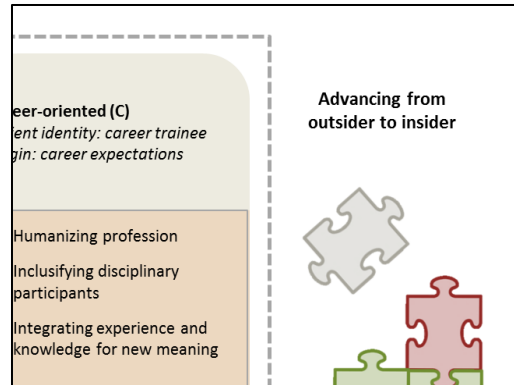 eer-oriented (C)
ent identity: career trainee
gin: career expectations
Humanizing profession
Inclusifying disciplinary
participants
Integrating experience and
knowledge for new meaning
Advancing from
outsider to insider